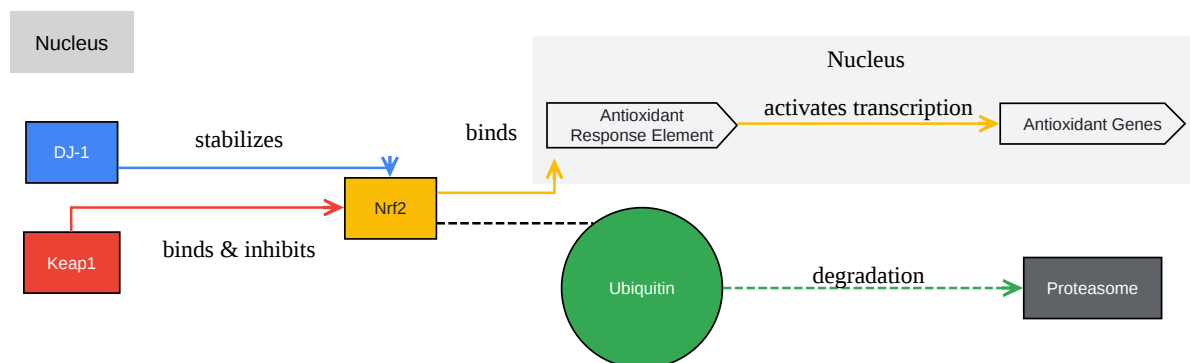 Nucleus
Nucleus
Antioxidant
Response Element
activates transcription
Antioxidant Genes
binds
stabilizes
DJ-1
Nrf2
Keap1
binds & inhibits
Ubiquitin
degradation
Proteasome